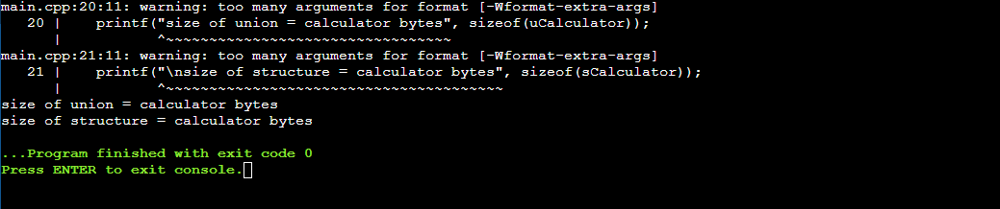 main.cpp:20:11: warning: too many arguments for format [-Wformat-extra-args]
   20 |     printf("size of union = calculator bytes", sizeof(uCalculator));
      |            ^~~~~~~~~~~~~~~~~~~~~~~~~~~~~~~~~~
main.cpp:21:11: warning: too many arguments for format [-Wformat-extra-args]
   21 |     printf("\nsize of structure = calculator bytes", sizeof(sCalculator));
      |            ^~~~~~~~~~~~~~~~~~~~~~~~~~~~~~~~~~~~~~~~
size of union = calculator bytes
size of structure = calculator bytes
...Program finished with exit code 0
Press ENTER to exit console.